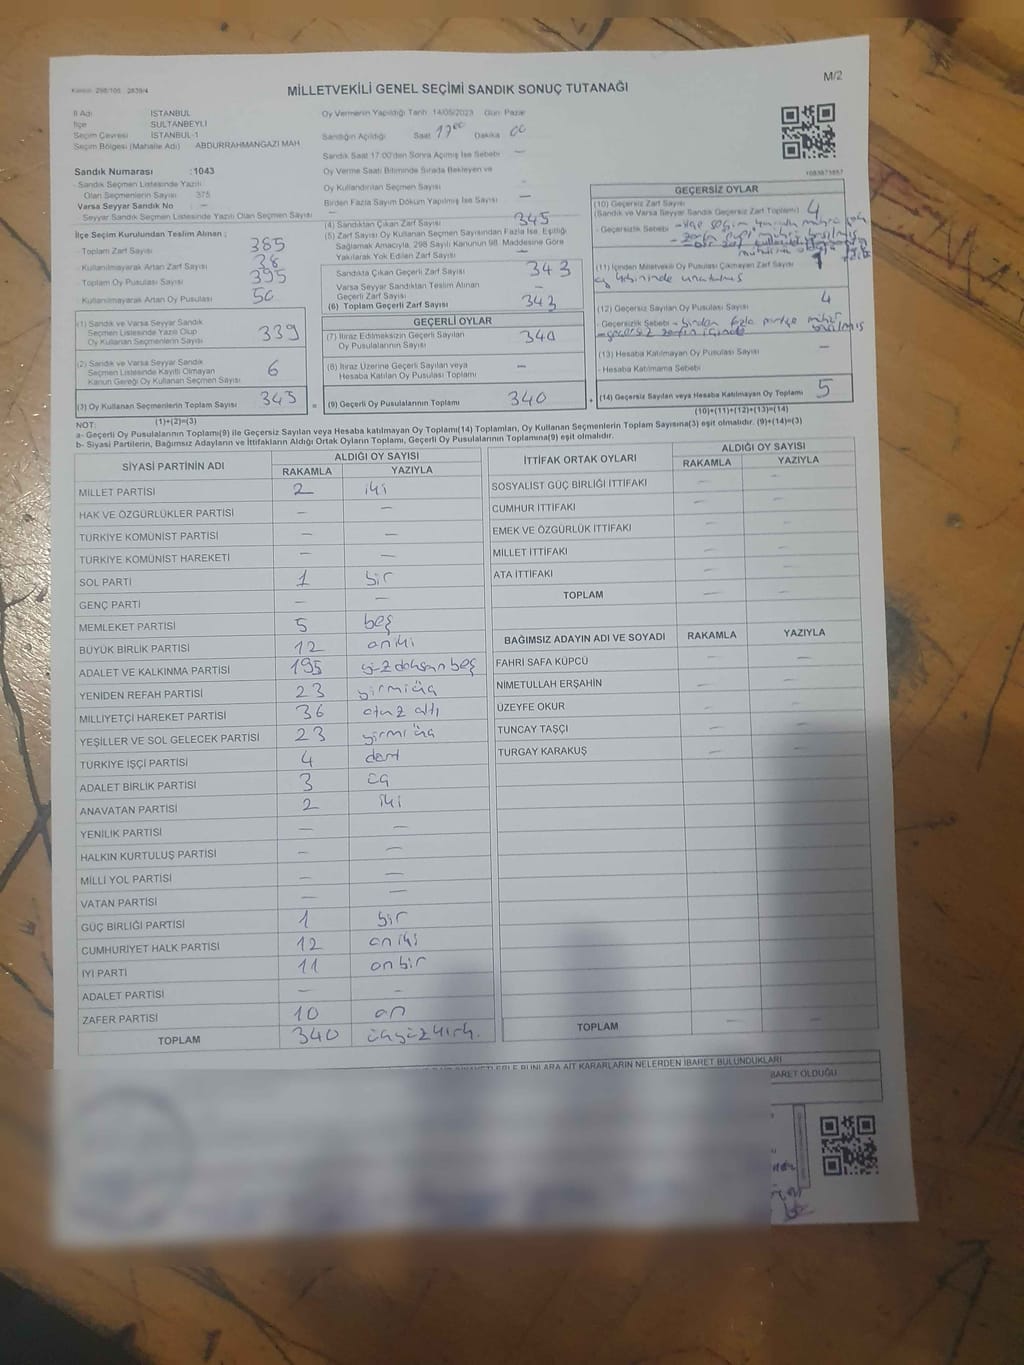 Kanun: 298/105 2839/4
MİLLETVEKİLİ GENEL SEÇİMİ SANDIK SONUÇ TUTANAĞI
M/2
İl Adı İSTANBUL
İlçe SULTANBEYLİ
Seçim Çevresi İSTANBUL-1
Seçim Bölgesi (Mahalle Adı) ABDURRAHMANGAZI MAH
Oy Vermenin Yapıldığı Tarih 14/05/2023 Gün: Pazar
Sandığın Açıldığı Saat 17 00 Dakika 00
Sandık Saat 17:00'den Sonra Açılmış İse Sebebi —
Oy Verme Saati Bitiminde Sırada Bekleyen ve
Oy Kullandırılan Seçmen Sayısı —
Birden Fazla Sayım Döküm Yapılmış İse Sayısı —
Sandık Numarası : 1043
- Sandık Seçmen Listesinde Yazılı
Olan Seçmenlerin Sayısı 375
Varsa Seyyar Sandık No —
- Seyyar Sandık Seçmen Listesinde Yazılı Olan Seçmen Sayısı —
İlçe Seçim Kurulundan Teslim Alınan ;
- Toplam Zarf Sayısı 385
- Kullanılmayarak Artan Zarf Sayısı 38
- Toplam Oy Pusulası Sayısı 395
- Kullanılmayarak Artan Oy Pusulası 50
(1) Sandık ve Varsa Seyyar Sandık
Seçmen Listesinde Yazılı Olup
Oy Kullanan Seçmenlerin Sayısı 339
(2) Sandık ve Varsa Seyyar Sandık
Seçmen Listesinde Kayıtlı Olmayan
Kanun Gereği Oy Kullanan Seçmen Sayısı 6
(3) Oy Kullanan Seçmenlerin Toplam Sayısı 345 =
(1)+(2)=(3)
(4) Sandıktan Çıkan Zarf Sayısı 345
(5) Zarf Sayısı Oy Kullanan Seçmen Sayısından Fazla İse, Eşitliği
Sağlamak Amacıyla, 298 Sayılı Kanunun 98. Maddesine Göre
Yakılarak Yok Edilen Zarf Sayısı —
Sandıkta Çıkan Geçerli Zarf Sayısı 343
Varsa Seyyar Sandıktan Teslim Alınan
Geçerli Zarf Sayısı —
(6) Toplam Geçerli Zarf Sayısı 343
GEÇERLİ OYLAR
(7) İtiraz Edilmeksizin Geçerli Sayılan
Oy Pusulalarının Sayısı 340
(8) İtiraz Üzerine Geçerli Sayılan veya
Hesaba Katılan Oy Pusulası Toplamı —
(9) Geçerli Oy Pusulalarının Toplamı 340 +
1083873857
GEÇERSİZ OYLAR
(10) Geçersiz Zarf Sayısı
(Sandık ve Varsa Seyyar Sandık Geçersiz Zarf Toplamı) 4
- Geçersizlik Sebebi
(11) İçinden Milletvekili Oy Pusulası Çıkmayan Zarf Sayısı 1
unutulmuş
(12) Geçersiz Sayılan Oy Pusulası Sayısı 4
- Geçersizlik Sebebi - birden fazla partiye mühür
(13) Hesaba Katılmayan Oy Pusulası Sayısı —
- Hesaba Katılmama Sebebi
(14) Geçersiz Sayılan veya Hesaba Katılmayan Oy Toplamı 5
(10)+(11)+(12)+(13)=(14)
NOT:
a- Geçerli Oy Pusulalarının Toplamı(9) ile Geçersiz Sayılan veya Hesaba katılmayan Oy Toplamı(14) Toplamları, Oy Kullanan Seçmenlerin Toplam Sayısına(3) eşit olmalıdır. (9)+(14)=(3)
b- Siyasi Partilerin, Bağımsız Adayların ve İttifakların Aldığı Ortak Oyların Toplamı, Geçerli Oy Pusulalarının Toplamına(9) eşit olmalıdır.
SİYASİ PARTİNİN ADI ALDIĞI OY SAYISI
RAKAMLA YAZIYLA
MİLLET PARTİSİ 2 iki
HAK VE ÖZGÜRLÜKLER PARTİSİ — —
TÜRKİYE KOMÜNİST PARTİSİ — —
TÜRKİYE KOMÜNİST HAREKETİ — —
SOL PARTİ 1 bir
GENÇ PARTİ — —
MEMLEKET PARTİSİ 5 beş
BÜYÜK BİRLİK PARTİSİ 12 oniki
ADALET VE KALKINMA PARTİSİ 195 yüzdoksan beş
YENİDEN REFAH PARTİSİ 23 yirmiüç
MİLLİYETÇİ HAREKET PARTİSİ 36 otuz altı
YEŞİLLER VE SOL GELECEK PARTİSİ 23 yirmi üç
TÜRKİYE İŞÇİ PARTİSİ 4 dört
ADALET BİRLİK PARTİSİ 3 üç
ANAVATAN PARTİSİ 2 iki
YENİLİK PARTİSİ — —
HALKIN KURTULUŞ PARTİSİ — —
MİLLİ YOL PARTİSİ — —
VATAN PARTİSİ — —
GÜÇ BİRLİĞİ PARTİSİ 1 bir
CUMHURİYET HALK PARTİSİ 12 oniki
İYİ PARTİ 11 onbir
ADALET PARTİSİ — —
ZAFER PARTİSİ 10 on
TOPLAM 340 üçyüzkırk.
İTTİFAK ORTAK OYLARI ALDIĞI OY SAYISI
RAKAMLA YAZIYLA
SOSYALİST GÜÇ BİRLİĞİ İTTİFAKI — —
CUMHUR İTTİFAKI — —
EMEK VE ÖZGÜRLÜK İTTİFAKI — —
MİLLET İTTİFAKI — —
ATA İTTİFAKI — —
TOPLAM — —
BAĞIMSIZ ADAYIN ADI VE SOYADI RAKAMLA YAZIYLA
FAHRİ SAFA KÜPCÜ — —
NİMETULLAH ERŞAHİN — —
ÜZEYFE OKUR — —
TUNCAY TAŞÇI — —
TURGAY KARAKUŞ — —
TOPLAM — —
BUNLARA AİT KARARLARIN NELERDEN İBARET BULUNDUKLARI
BARET OLDUĞU